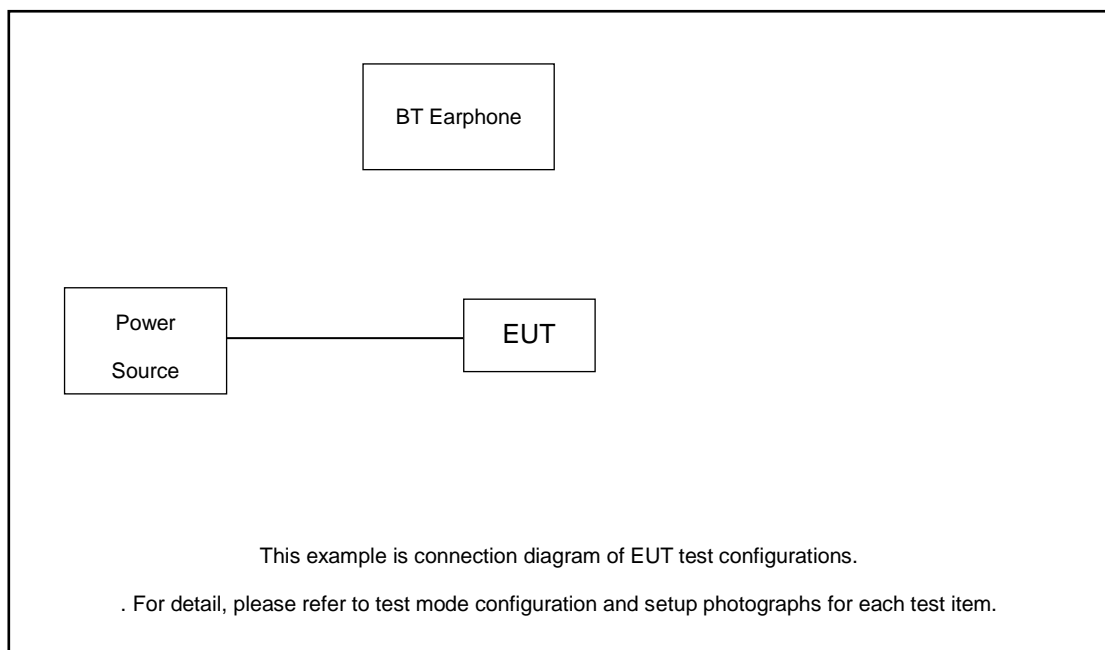 BT Earphone
Power
Source
EUT
This example is connection diagram of EUT test configurations.
. For detail, please refer to test mode configuration and setup photographs for each test item.